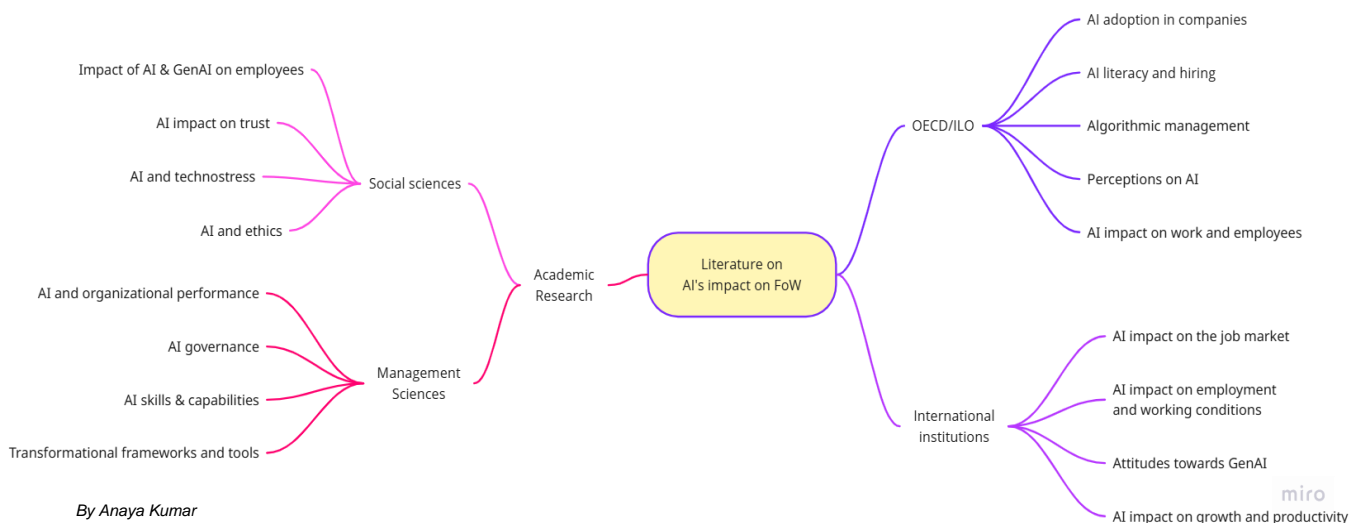 Literature on
AI's impact on FoW
Academic
Research
Social sciences
Impact of AI & GenAI on employees
AI impact on trust
AI and technostress
AI and ethics
Management
Sciences
AI and organizational performance
AI governance
AI skills & capabilities
Transformational frameworks and tools
OECD/ILO
AI adoption in companies
AI literacy and hiring
Algorithmic management
Perceptions on AI
AI impact on work and employees
International
institutions
AI impact on the job market
AI impact on employment
and working conditions
Attitudes towards GenAI
AI impact on growth and productivity
miro
By Anaya Kumar